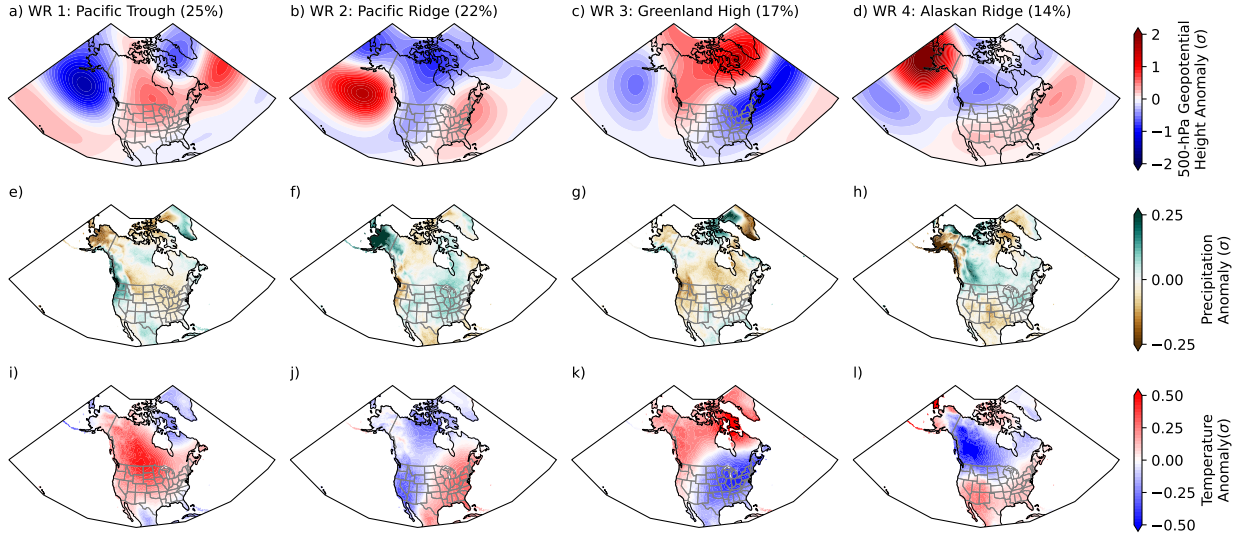 a) WR 1: Pacific Trough (25%)
b) WR 2: Pacific Ridge (22%)
c) WR 3: Greenland High (17%)
d) WR 4: Alaskan Ridge (14%)
2
1
0
−1
−2
500-hPa Geopotential
Height Anomaly (σ)
e)
f)
g)
h)
0.25
0.00
−0.25
Precipitation
Anomaly (σ)
i)
j)
k)
l)
0.50
0.25
0.00
−0.25
−0.50
Temperature
Anomaly(σ)